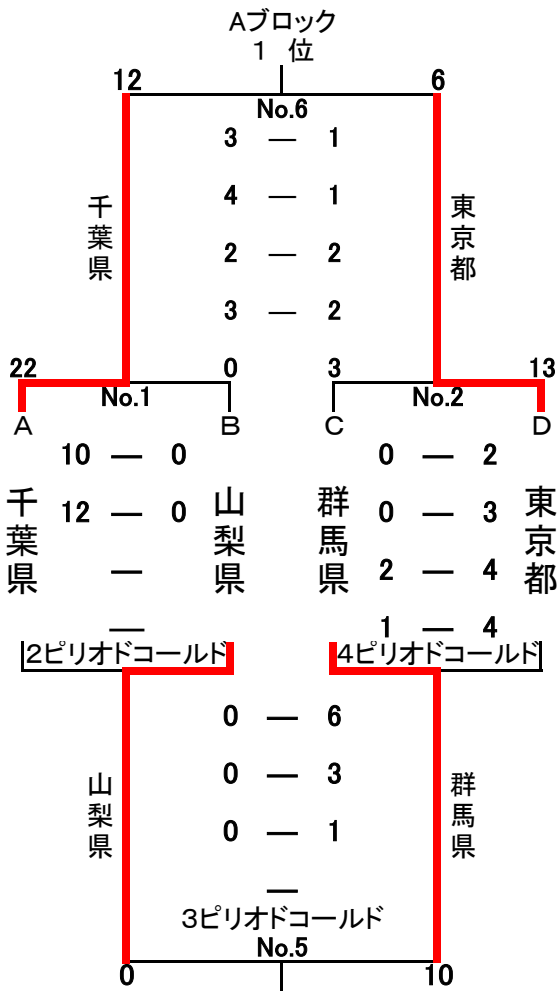 Aブロック
1 位
12 6
No.6
3 — 1
4 — 1
2 — 2
3 — 2
千葉県
東京都
22 0 3 13
No.1 No.2
A B C D
10 — 0
12 — 0
—
—
0 — 2
0 — 3
2 — 4
1 — 4
千葉県
山梨県
群馬県
東京都
2ピリオドコールド 4ピリオドコールド
0 — 6
0 — 3
0 — 1
—
山梨県
群馬県
3ピリオドコールド
No.5
0 10